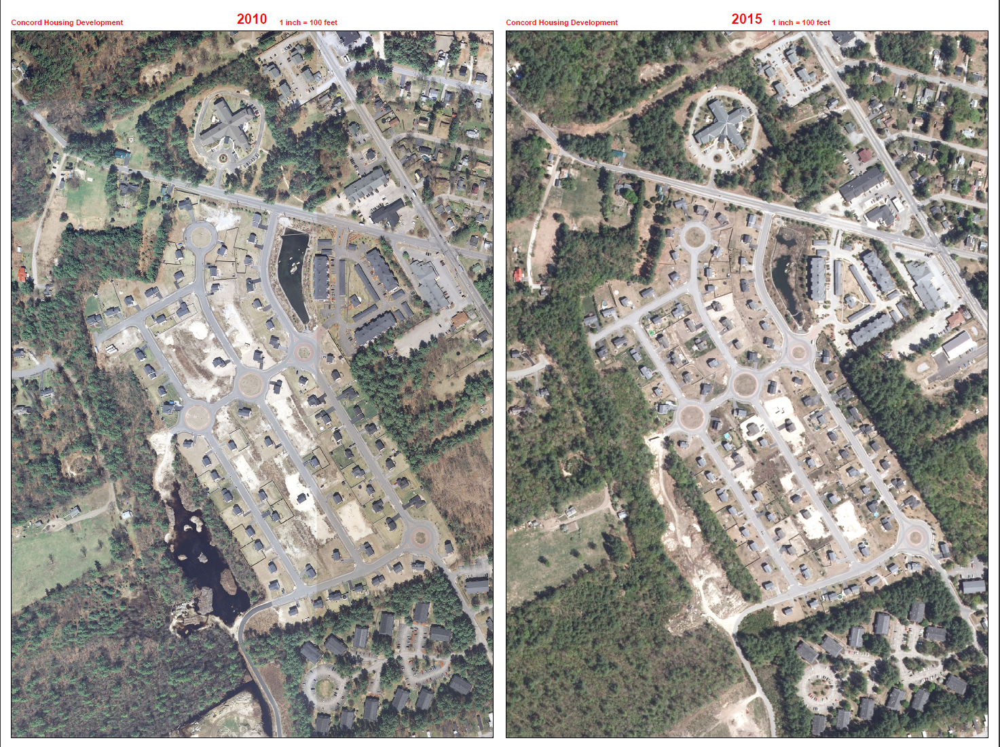 Concord Housing Development 2010 1 inch = 100 feet
Concord Housing Development 2015 1 inch = 100 feet